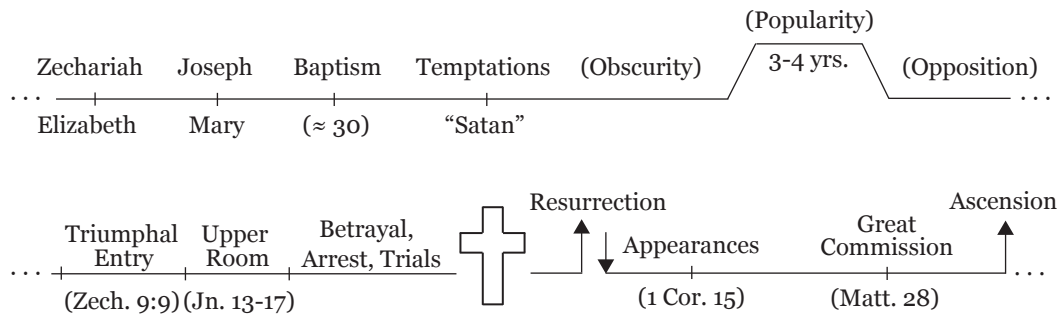 (Popularity)
Zechariah Joseph Baptism Temptations (Obscurity) 3-4 yrs. (Opposition)
. . . . . .
Elizabeth Mary (≈ 30) “Satan”
Resurrection Ascension
Triumphal Upper Betrayal, Great
Entry Room Arrest, Trials Appearances Commission
. . . . . .
(Zech. 9:9) (Jn. 13-17) (1 Cor. 15) (Matt. 28)